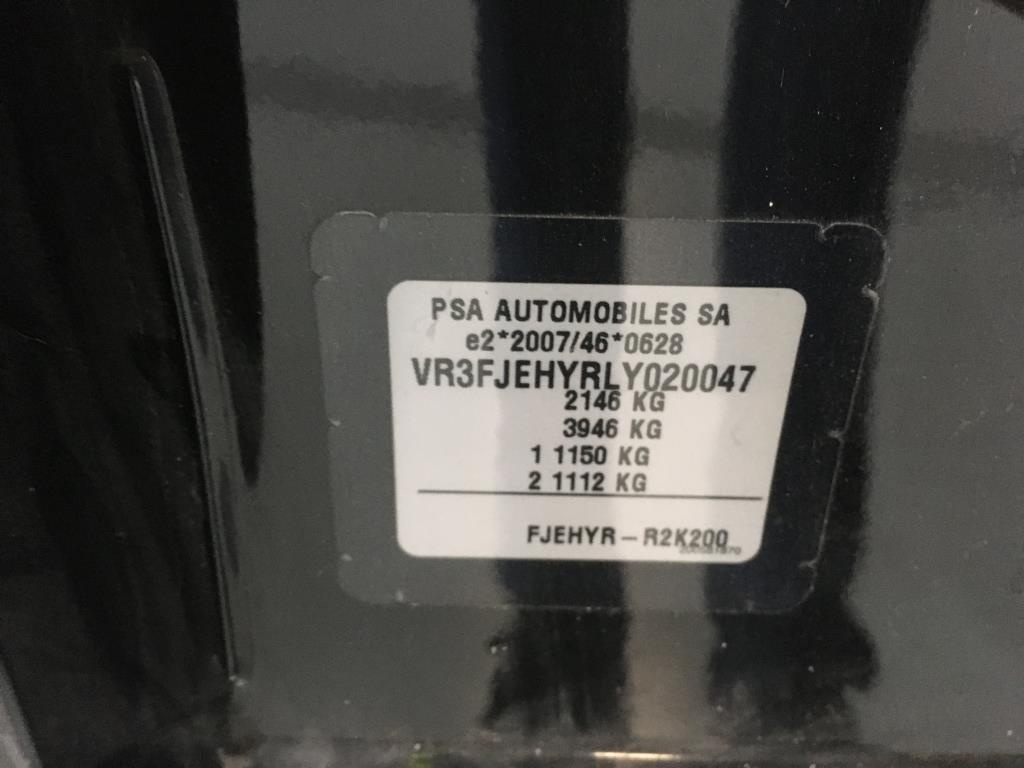 PSA AUTOMOBILES SA
e2*2007/46*0628
VR3FJEHYRLY020047
2146 KG
3946 KG
1 1150 KG
2 1112 KG
FJEHYR-R2K200